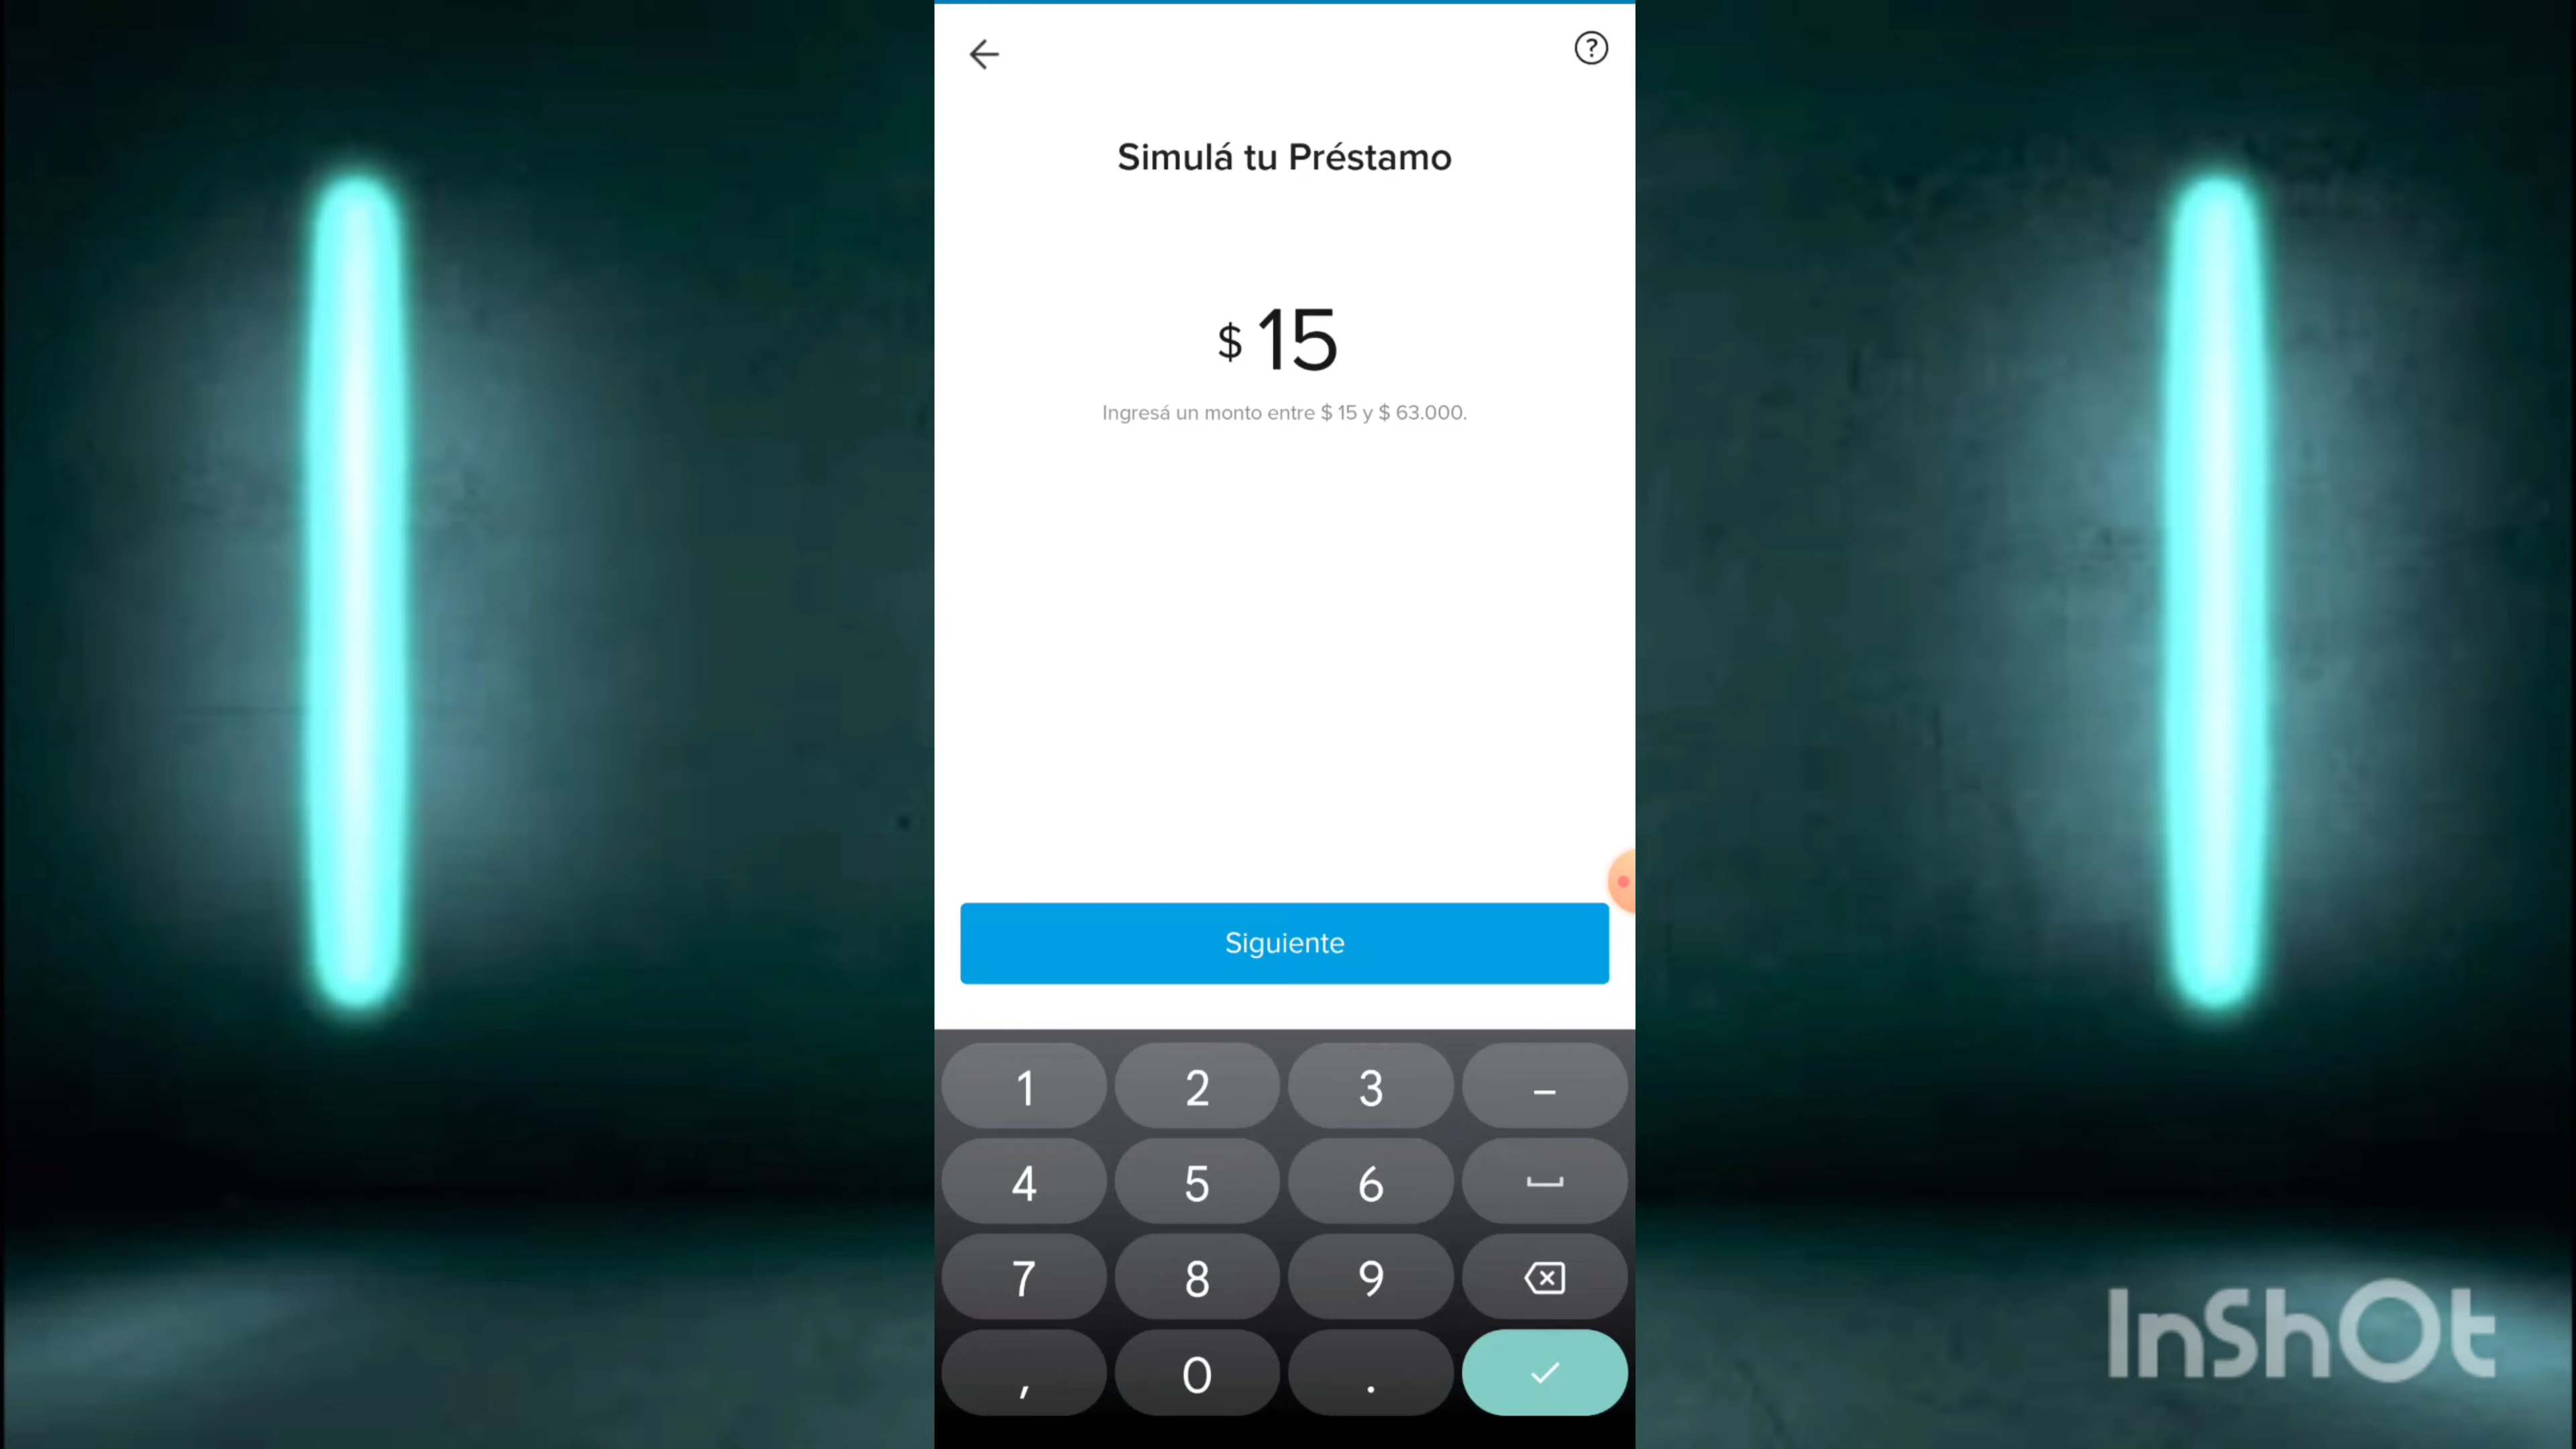 Simulá tu Préstamo
$ 15
Ingresá un monto entre $ 15 y $ 63.000.
Siguiente
1 2 3 –
4 5 6
7 8 9
, 0 .
InShOt